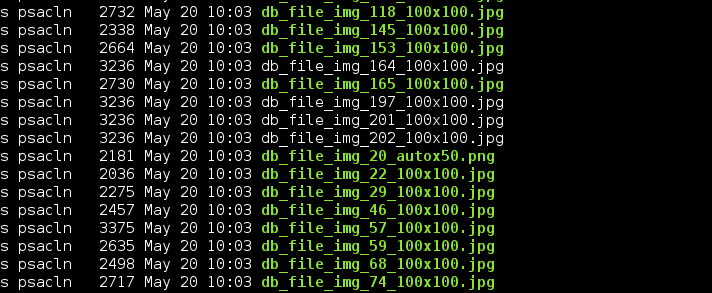 s psacln 2732 May 20 10:03 db_file_img_118_100x100.jpg
s psacln 2338 May 20 10:03 db_file_img_145_100x100.jpg
s psacln 2664 May 20 10:03 db_file_img_153_100x100.jpg
s psacln 3236 May 20 10:03 db_file_img_164_100x100.jpg
s psacln 2730 May 20 10:03 db_file_img_165_100x100.jpg
s psacln 3236 May 20 10:03 db_file_img_197_100x100.jpg
s psacln 3236 May 20 10:03 db_file_img_201_100x100.jpg
s psacln 3236 May 20 10:03 db_file_img_202_100x100.jpg
s psacln 2181 May 20 10:03 db_file_img_20_autox50.png
s psacln 2036 May 20 10:03 db_file_img_22_100x100.jpg
s psacln 2275 May 20 10:03 db_file_img_29_100x100.jpg
s psacln 2457 May 20 10:03 db_file_img_46_100x100.jpg
s psacln 3375 May 20 10:03 db_file_img_57_100x100.jpg
s psacln 2635 May 20 10:03 db_file_img_59_100x100.jpg
s psacln 2498 May 20 10:03 db_file_img_68_100x100.jpg
s psacln 2717 May 20 10:03 db_file_img_74_100x100.jpg